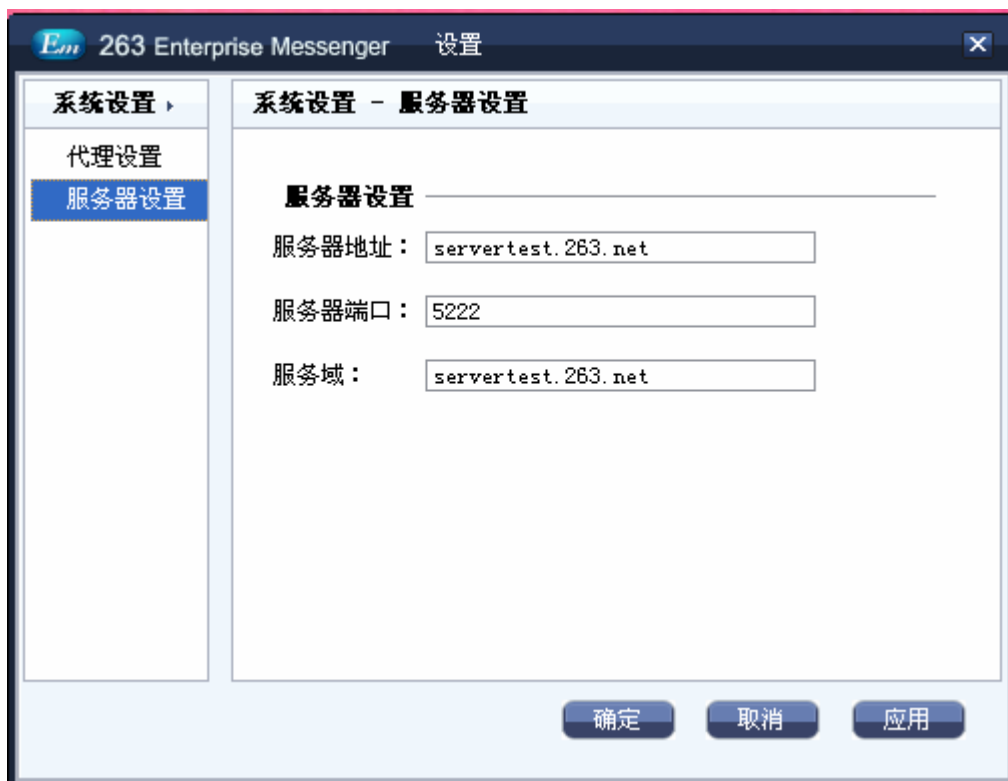 Em 263 Enterprise Messenger 设置
系统设置
代理设置
服务器设置
系统设置 - 服务器设置
服务器设置
服务器地址：servertest.263.net
服务器端口：5222
服务域：servertest.263.net
确定 取消 应用